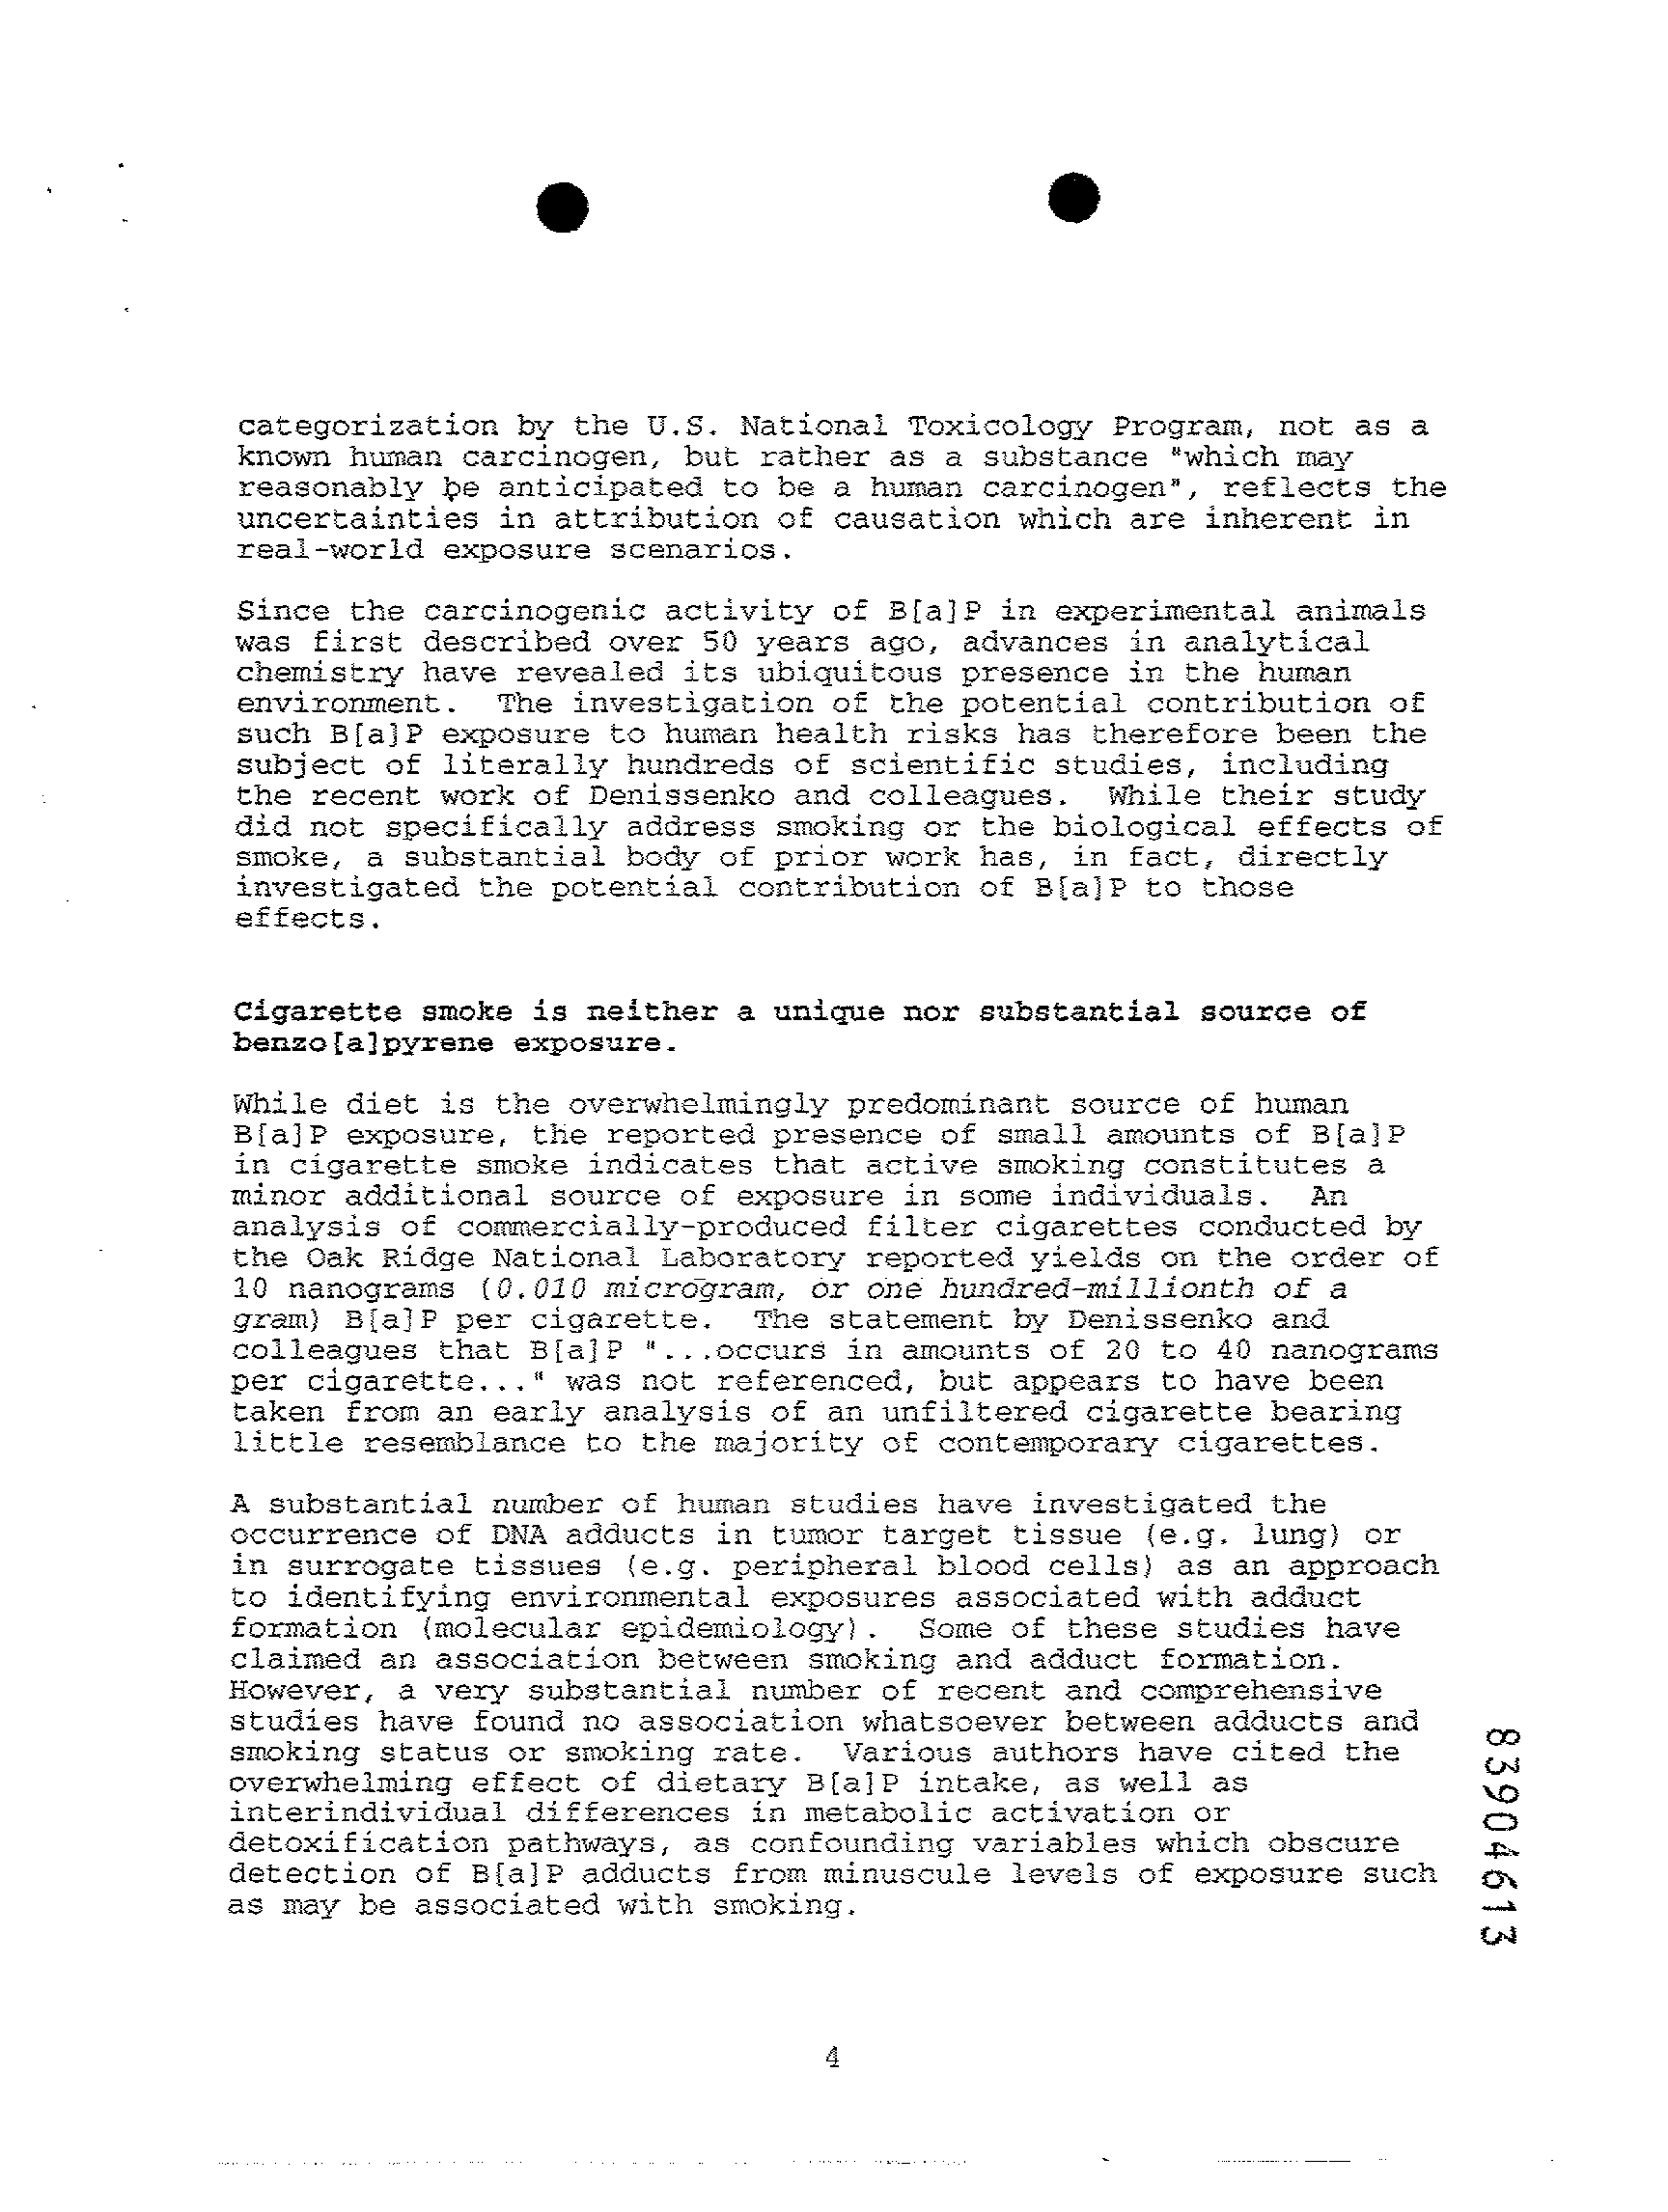 categorization by the U.S. National Toxicology Program, not as a
known human carcinogen, but rather as a substance "which may
reasonably be anticipated to be a human carcinogen", reflects the
uncertainties in attribution of causation which are inherent in
real-world exposure scenarios.
Since the carcinogenic activity of B[a]P in experimental animals
was first described over 50 years ago, advances in analytical
chemistry have revealed its ubiquitous presence in the human
environment. The investigation of the potential contribution of
such B[a]P exposure to human health risks has therefore been the
subject of literally hundreds of scientific studies, including
the recent work of Denissenko and colleagues. While their study
did not specifically address smoking or the biological effects of
smoke, a substantial body of prior work has, in fact, directly
investigated the potential contribution of B[a]P to those
effects.
Cigarette smoke is neither a unique nor substantial source of
benzo[a]pyrene exposure.
While diet is the overwhelmingly predominant source of human
B[a]P exposure, the reported presence of small amounts of B[a]P
in cigarette smoke indicates that active smoking constitutes a
minor additional source of exposure in some individuals. An
analysis of commercially-produced filter cigarettes conducted by
the Oak Ridge National Laboratory reported yields on the order of
10 nanograms (0.010 microgram, or one hundred-millionth of a
gram) B[a]P per cigarette. The statement by Denissenko and
colleagues that B[a]P "...occurs in amounts of 20 to 40 nanograms
per cigarette..." was not referenced, but appears to have been
taken from an early analysis of an unfiltered cigarette bearing
little resemblance to the majority of contemporary cigarettes.
A substantial number of human studies have investigated the
occurrence of DNA adducts in tumor target tissue (e.g. lung) or
in surrogate tissues (e.g. peripheral blood cells) as an approach
to identifying environmental exposures associated with adduct
formation (molecular epidemiology). Some of these studies have
claimed an association between smoking and adduct formation.
However, a very substantial number of recent and comprehensive
studies have found no association whatsoever between adducts and
smoking status or smoking rate. Various authors have cited the
overwhelming effect of dietary B[a]P intake, as well as
interindividual differences in metabolic activation or
detoxification pathways, as confounding variables which obscure
detection of B[a]P adducts from minuscule levels of exposure such
as may be associated with smoking.
83904613
4